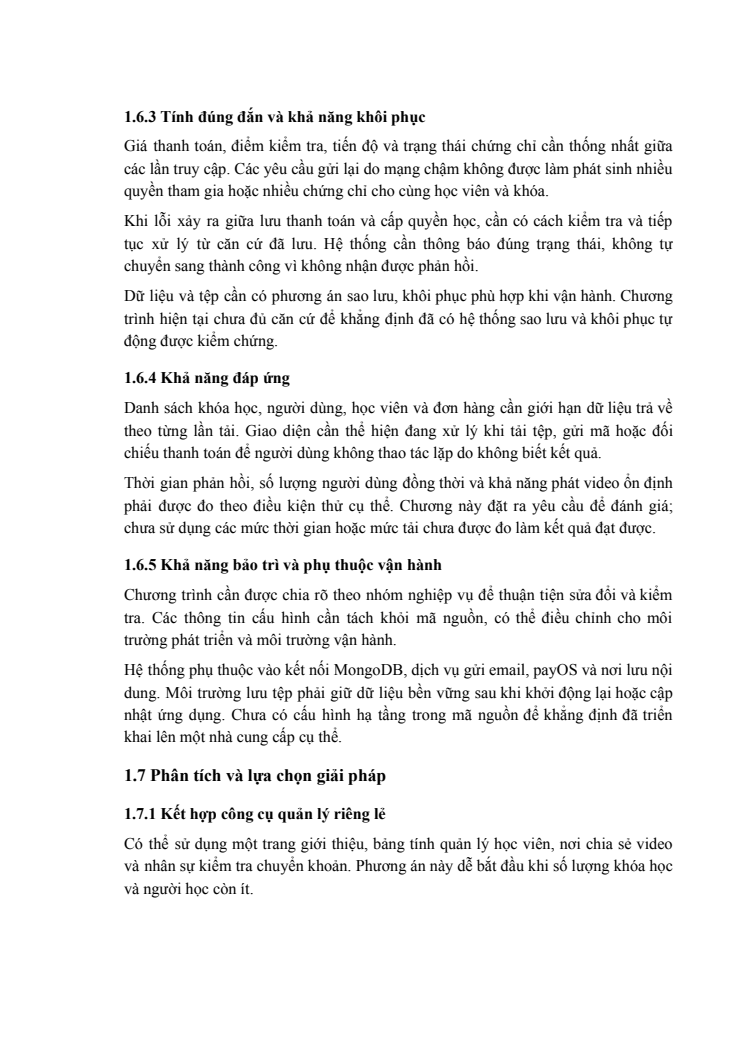 1.6.3 Tính đúng đắn và khả năng khôi phục
Giá thanh toán, điểm kiểm tra, tiến độ và trạng thái chứng chỉ cần thống nhất giữa
các lần truy cập. Các yêu cầu gửi lại do mạng chậm không được làm phát sinh nhiều
quyền tham gia hoặc nhiều chứng chỉ cho cùng học viên và khóa.
Khi lỗi xảy ra giữa lưu thanh toán và cấp quyền học, cần có cách kiểm tra và tiếp
tục xử lý từ căn cứ đã lưu. Hệ thống cần thông báo đúng trạng thái, không tự
chuyển sang thành công vì không nhận được phản hồi.
Dữ liệu và tệp cần có phương án sao lưu, khôi phục phù hợp khi vận hành. Chương
trình hiện tại chưa đủ căn cứ để khẳng định đã có hệ thống sao lưu và khôi phục tự
động được kiểm chứng.
1.6.4 Khả năng đáp ứng
Danh sách khóa học, người dùng, học viên và đơn hàng cần giới hạn dữ liệu trả về
theo từng lần tải. Giao diện cần thể hiện đang xử lý khi tải tệp, gửi mã hoặc đối
chiếu thanh toán để người dùng không thao tác lặp do không biết kết quả.
Thời gian phản hồi, số lượng người dùng đồng thời và khả năng phát video ổn định
phải được đo theo điều kiện thử cụ thể. Chương này đặt ra yêu cầu để đánh giá;
chưa sử dụng các mức thời gian hoặc mức tải chưa được đo làm kết quả đạt được.
1.6.5 Khả năng bảo trì và phụ thuộc vận hành
Chương trình cần được chia rõ theo nhóm nghiệp vụ để thuận tiện sửa đổi và kiểm
tra. Các thông tin cấu hình cần tách khỏi mã nguồn, có thể điều chỉnh cho môi
trường phát triển và môi trường vận hành.
Hệ thống phụ thuộc vào kết nối MongoDB, dịch vụ gửi email, payOS và nơi lưu nội
dung. Môi trường lưu tệp phải giữ dữ liệu bền vững sau khi khởi động lại hoặc cập
nhật ứng dụng. Chưa có cấu hình hạ tầng trong mã nguồn để khẳng định đã triển
khai lên một nhà cung cấp cụ thể.
1.7 Phân tích và lựa chọn giải pháp
1.7.1 Kết hợp công cụ quản lý riêng lẻ
Có thể sử dụng một trang giới thiệu, bảng tính quản lý học viên, nơi chia sẻ video
và nhân sự kiểm tra chuyển khoản. Phương án này dễ bắt đầu khi số lượng khóa học
và người học còn ít.